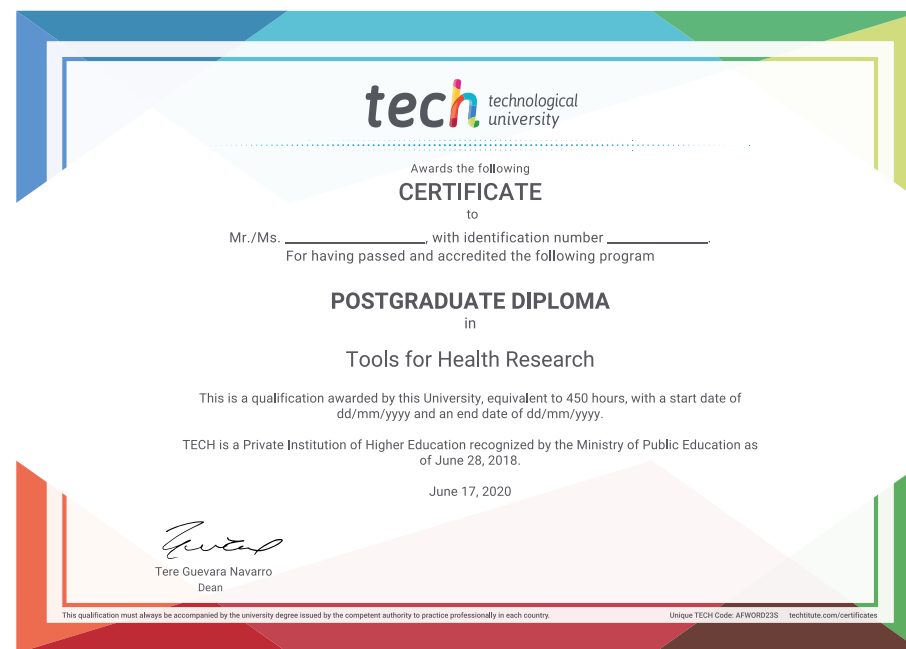 tech technological
university
Awards the following
CERTIFICATE
to
Mr./Ms. ____________________, with identification number ______________.
For having passed and accredited the following program
POSTGRADUATE DIPLOMA
in
Tools for Health Research
This is a qualification awarded by this University, equivalent to 450 hours, with a start date of
dd/mm/yyyy and an end date of dd/mm/yyyy.
TECH is a Private Institution of Higher Education recognized by the Ministry of Public Education as
of June 28, 2018.
June 17, 2020
Tere Guevara Navarro
Dean
This qualification must always be accompanied by the university degree issued by the competent authority to practice professionally in each country. Unique TECH Code: AFWORD23S techtitute.com/certificates